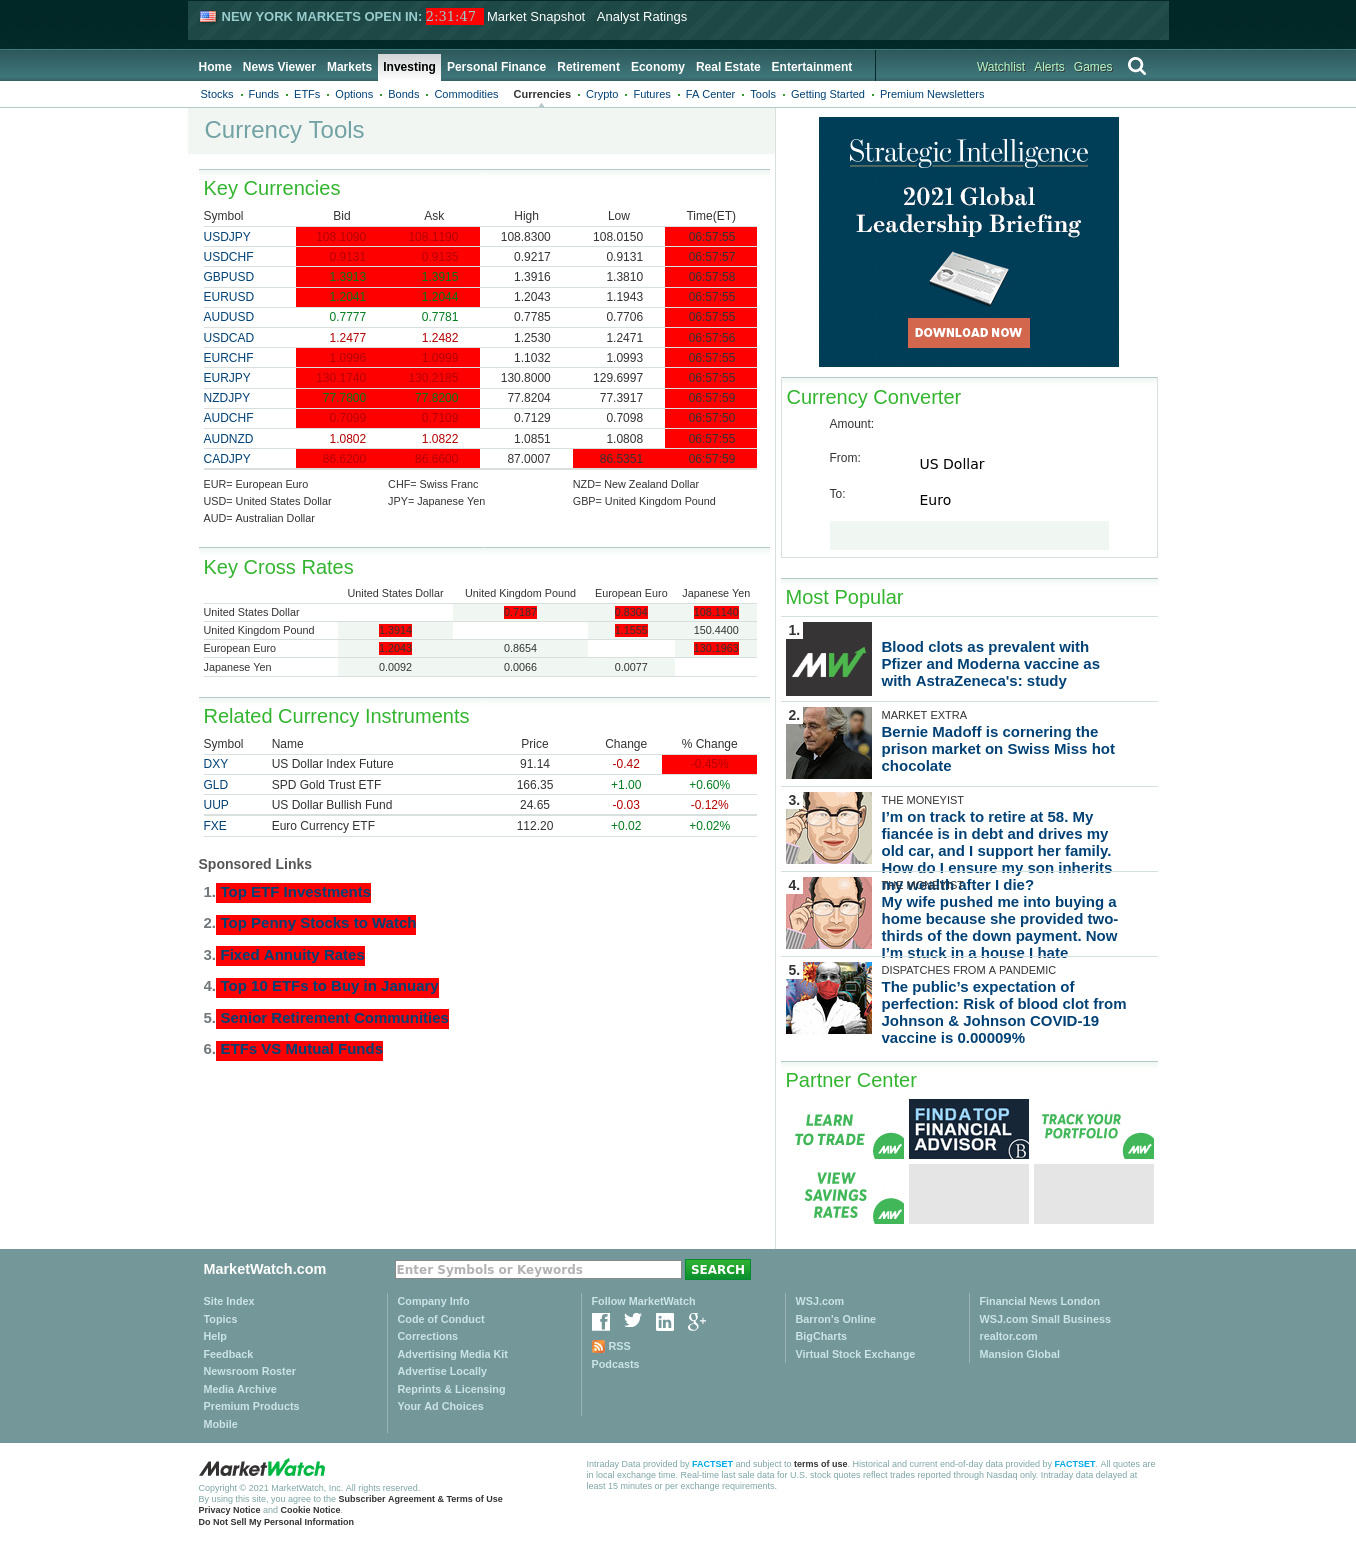 NEW YORK MARKETS OPEN IN: 2:31:47 Market Snapshot Analyst Ratings
Home News Viewer Markets Investing Personal Finance Retirement Economy Real Estate Entertainment Watchlist Alerts Games
Stocks Funds ETFs Options Bonds Commodities Currencies Crypto Futures FA Center Tools Getting Started Premium Newsletters
Currency Tools
Key Currencies
Symbol Bid Ask High Low Time(ET)
USDJPY 108.1090 108.1190 108.8300 108.0150 06:57:55
USDCHF 0.9131 0.9135 0.9217 0.9131 06:57:57
GBPUSD 1.3916 1.3810 06:57:58
EURUSD 1.2041 1.2044 1.2043 1.1943 06:57:55
AUDUSD 0.7777 0.7781 0.7785 0.7706 06:57:55
USDCAD 1.2477 1.2482 1.2530 1.2471 06:57:56
EURCHF 1.0996 1.0999 1.1032 1.0993 06:57:55
EURJPY 130.1740 130.2185 130.8000 129.6997 06:57:55
NZDJPY 77.8204 77.3917 06:57:59
AUDCHF 0.7099 0.7109 0.7129 0.7098 06:57:50
AUDNZD 1.0802 1.0822 1.0851 1.0808 06:57:55
CADJPY 86.6200 86.6600 87.0007 86.5351 06:57:59
EUR= European Euro CHF= Swiss Franc NZD= New Zealand Dollar
USD= United States Dollar JPY= Japanese Yen GBP= United Kingdom Pound
AUD= Australian Dollar
Key Cross Rates
United States Dollar United Kingdom Pound European Euro Japanese Yen
United States Dollar 0.7187 0.8304 108.1140
United Kingdom Pound 1.3914 1.1555 150.4400
European Euro 1.2043 0.8654 130.1963
Japanese Yen 0.0092 0.0066 0.0077
Related Currency Instruments
Symbol Name Price Change % Change
DXY US Dollar Index Future 91.14 -0.42 -0.45%
GLD SPD Gold Trust ETF 166.35 +1.00 +0.60%
UUP US Dollar Bullish Fund 24.65 -0.03 -0.12%
FXE Euro Currency ETF 112.20 +0.02 +0.02%
Sponsored Links
1. Top ETF Investments
2. Top Penny Stocks to Watch
3. Fixed Annuity Rates
4. Top 10 ETFs to Buy in January
5. Senior Retirement Communities
6. ETFs VS Mutual Funds
Strategic Intelligence
2021 Global
Leadership Briefing
DOWNLOAD NOW
Currency Converter
Amount:
From: US Dollar
To: Euro
Most Popular
1.
MW
Blood clots as prevalent with
Pfizer and Moderna vaccine as
with AstraZeneca's: study
2.
MARKET EXTRA
Bernie Madoff is cornering the
prison market on Swiss Miss hot
chocolate
3.
THE MONEYIST
I’m on track to retire at 58. My
fiancée is in debt and drives my
old car, and I support her family.
How do I ensure my son inherits
my wealth after I die?
4.
THE MONEYIST
My wife pushed me into buying a
home because she provided two-
thirds of the down payment. Now
I’m stuck in a house I hate
5.
DISPATCHES FROM A PANDEMIC
The public’s expectation of
perfection: Risk of blood clot from
Johnson & Johnson COVID-19
vaccine is 0.00009%
Partner Center
LEARN
TO TRADE
MW
FIND A TOP
FINANCIAL
ADVISOR
B
TRACK YOUR
PORTFOLIO
MW
VIEW
SAVINGS
RATES
MW
MarketWatch.com Enter Symbols or Keywords SEARCH
Site Index
Topics
Help
Feedback
Newsroom Roster
Media Archive
Premium Products
Mobile
Company Info
Code of Conduct
Corrections
Advertising Media Kit
Advertise Locally
Reprints & Licensing
Your Ad Choices
Follow MarketWatch
RSS
Podcasts
WSJ.com
Barron's Online
BigCharts
Virtual Stock Exchange
Financial News London
WSJ.com Small Business
realtor.com
Mansion Global
MarketWatch
Copyright © 2021 MarketWatch, Inc. All rights reserved.
By using this site, you agree to the Subscriber Agreement & Terms of Use
Privacy Notice and Cookie Notice.
Do Not Sell My Personal Information
Intraday Data provided by FACTSET and subject to terms of use. Historical and current end-of-day data provided by FACTSET. All quotes are
in local exchange time. Real-time last sale data for U.S. stock quotes reflect trades reported through Nasdaq only. Intraday data delayed at
least 15 minutes or per exchange requirements.